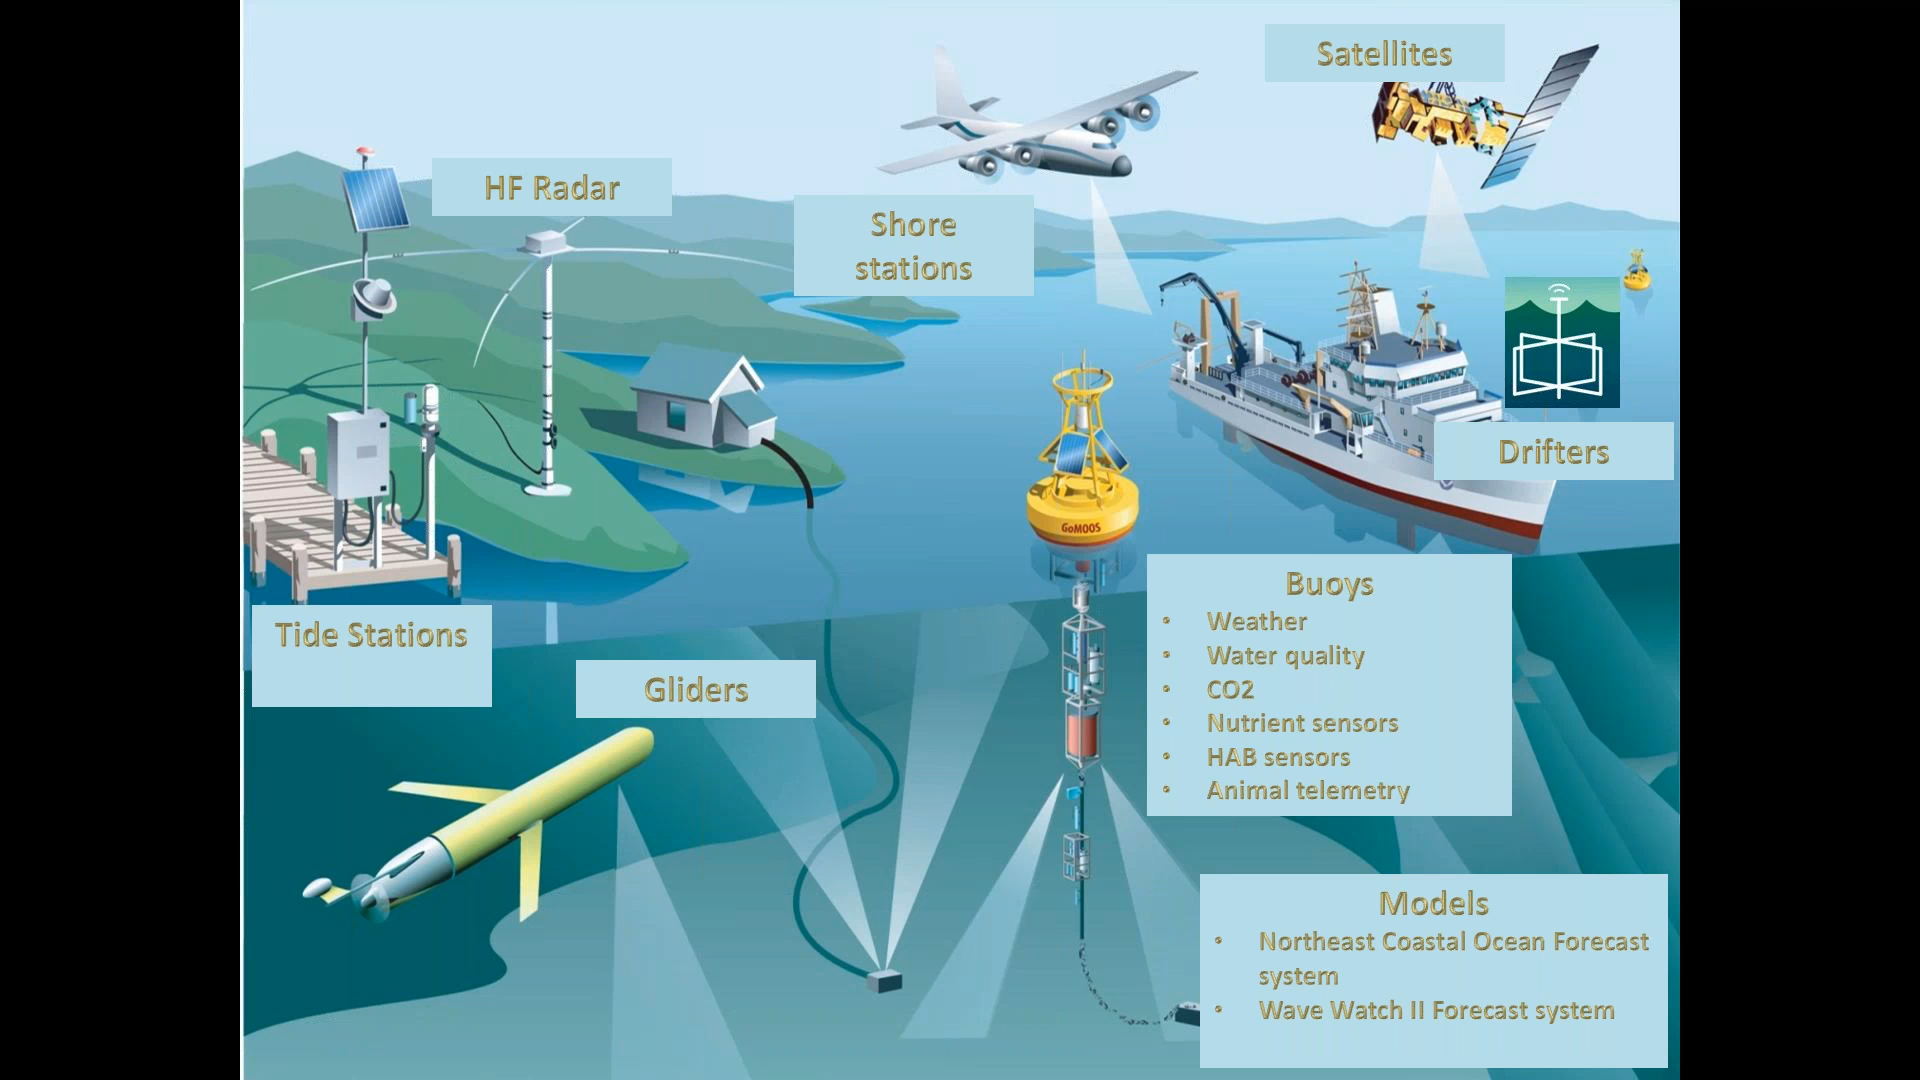 Satellites
HF Radar
Shore
stations
Drifters
GoMOOS
Tide Stations
Gliders
Buoys
• Weather
• Water quality
• CO2
• Nutrient sensors
• HAB sensors
• Animal telemetry
Models
• Northeast Coastal Ocean Forecast
system
• Wave Watch II Forecast system